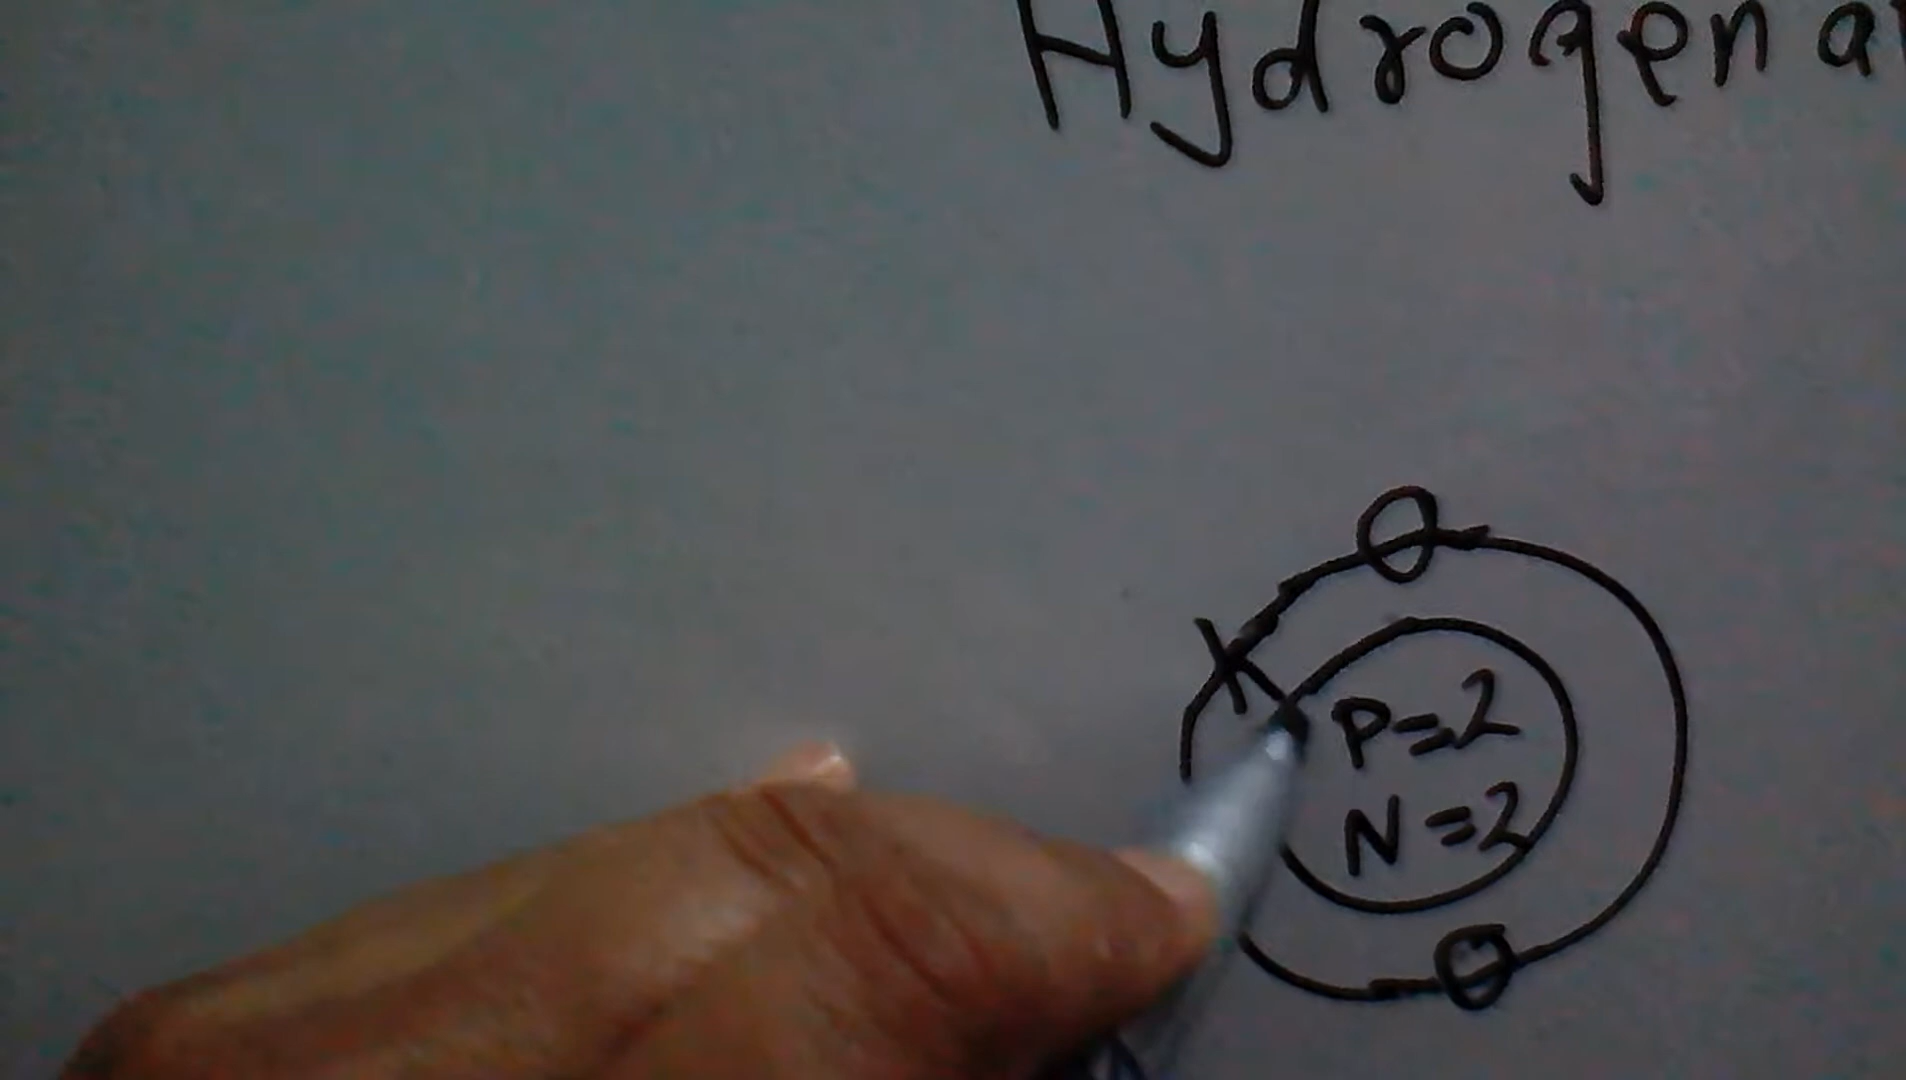 Hydrogen a
K
P=2
N=2